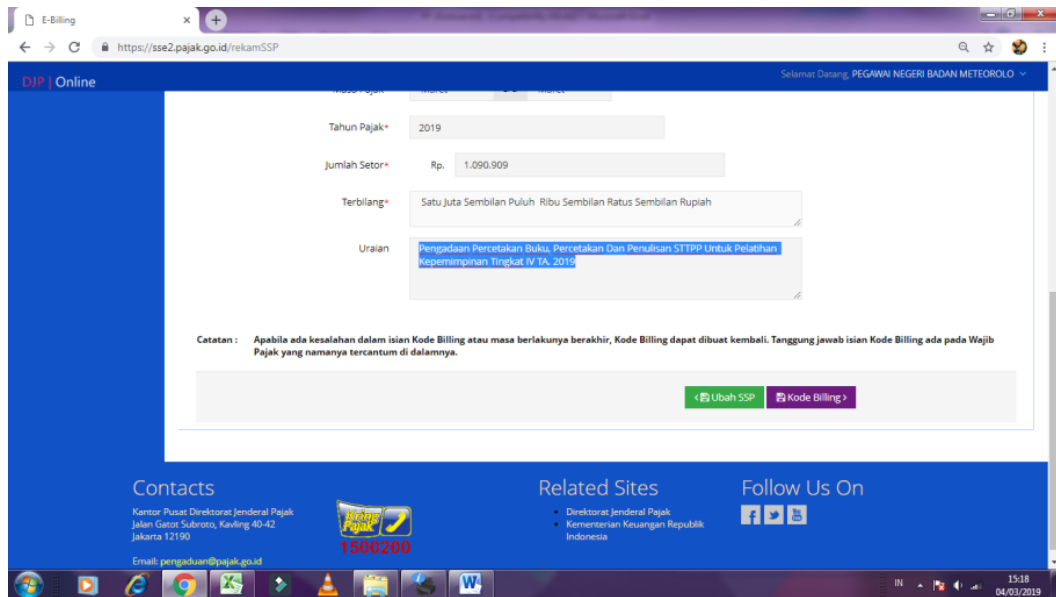 E-Billing
https://sse2.pajak.go.id/rekamSSP
DJP | Online
Selamat Datang, PEGAWAI NEGERI BADAN METEOROLO
Masa Pajak Maret s/d Maret
Tahun Pajak* 2019
Jumlah Setor* Rp. 1.090.909
Terbilang* Satu Juta Sembilan Puluh Ribu Sembilan Ratus Sembilan Rupiah
Uraian Pengadaan Percetakan Buku, Percetakan Dan Penulisan STTPP Untuk Pelatihan
Kepemimpinan Tingkat IV TA. 2019
Catatan : Apabila ada kesalahan dalam isian Kode Billing atau masa berlakunya berakhir, Kode Billing dapat dibuat kembali. Tanggung jawab isian Kode Billing ada pada Wajib
Pajak yang namanya tercantum di dalamnya.
Ubah SSP
Kode Billing
Contacts
Kantor Pusat Direktorat Jenderal Pajak
Jalan Gatot Subroto, Kavling 40-42
Jakarta 12190
Email: pengaduan@pajak.go.id
Kring Pajak
1500200
Related Sites
Direktorat Jenderal Pajak
Kementerian Keuangan Republik
Indonesia
Follow Us On
IN
15:18
04/03/2019